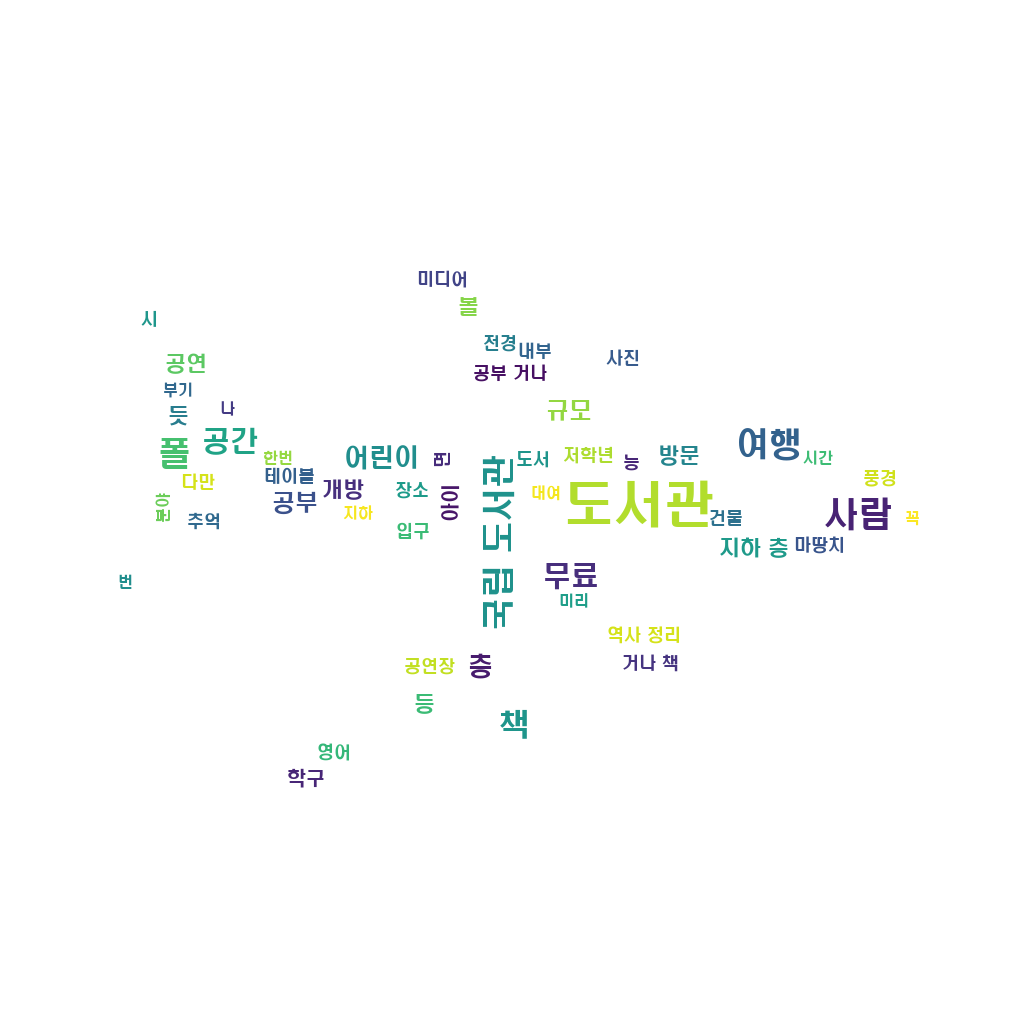 미디어
볼
시
전경
내부
사진
공부 거나
공연
부기
나
듯
규모
폴
공간
한번
어린이
면
도서
저학년
능
방문
여행
시간
다만
테이블
개방
장소
아이
국립 도서관
대여
도서관
건물
풍경
사람
꼭
추억
공부
지하
입구
지하 층
마땅치
번
무료
미리
역사 정리
거나 책
공연장
층
등
책
영어
학구